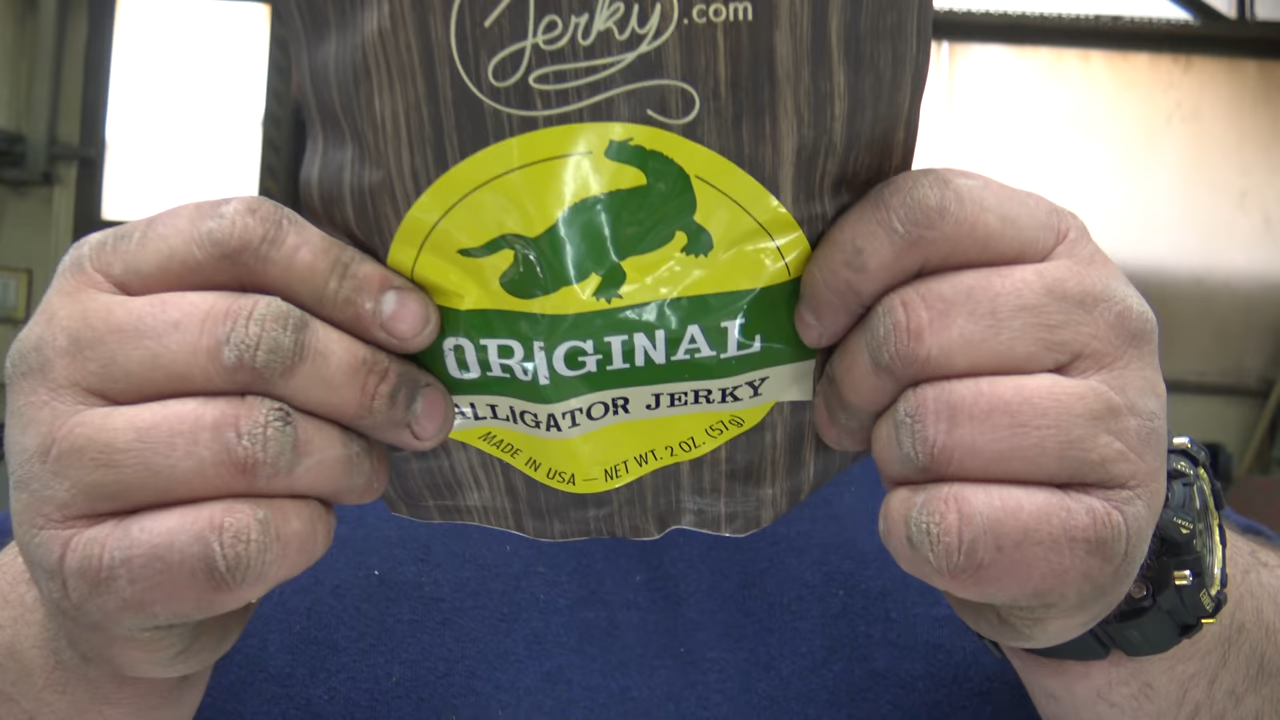 Jerky.com
ORIGINAL
ALLIGATOR JERKY
MADE IN USA — NET WT. 2 OZ. (57g)